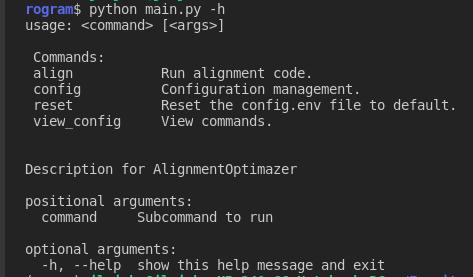 rogram$ python main.py -h
usage: <command> [<args>]
Commands:
align Run alignment code.
config Configuration management.
reset Reset the config.env file to default.
view_config View commands.
Description for AlignmentOptimazer
positional arguments:
command Subcommand to run
optional arguments:
-h, --help show this help message and exit